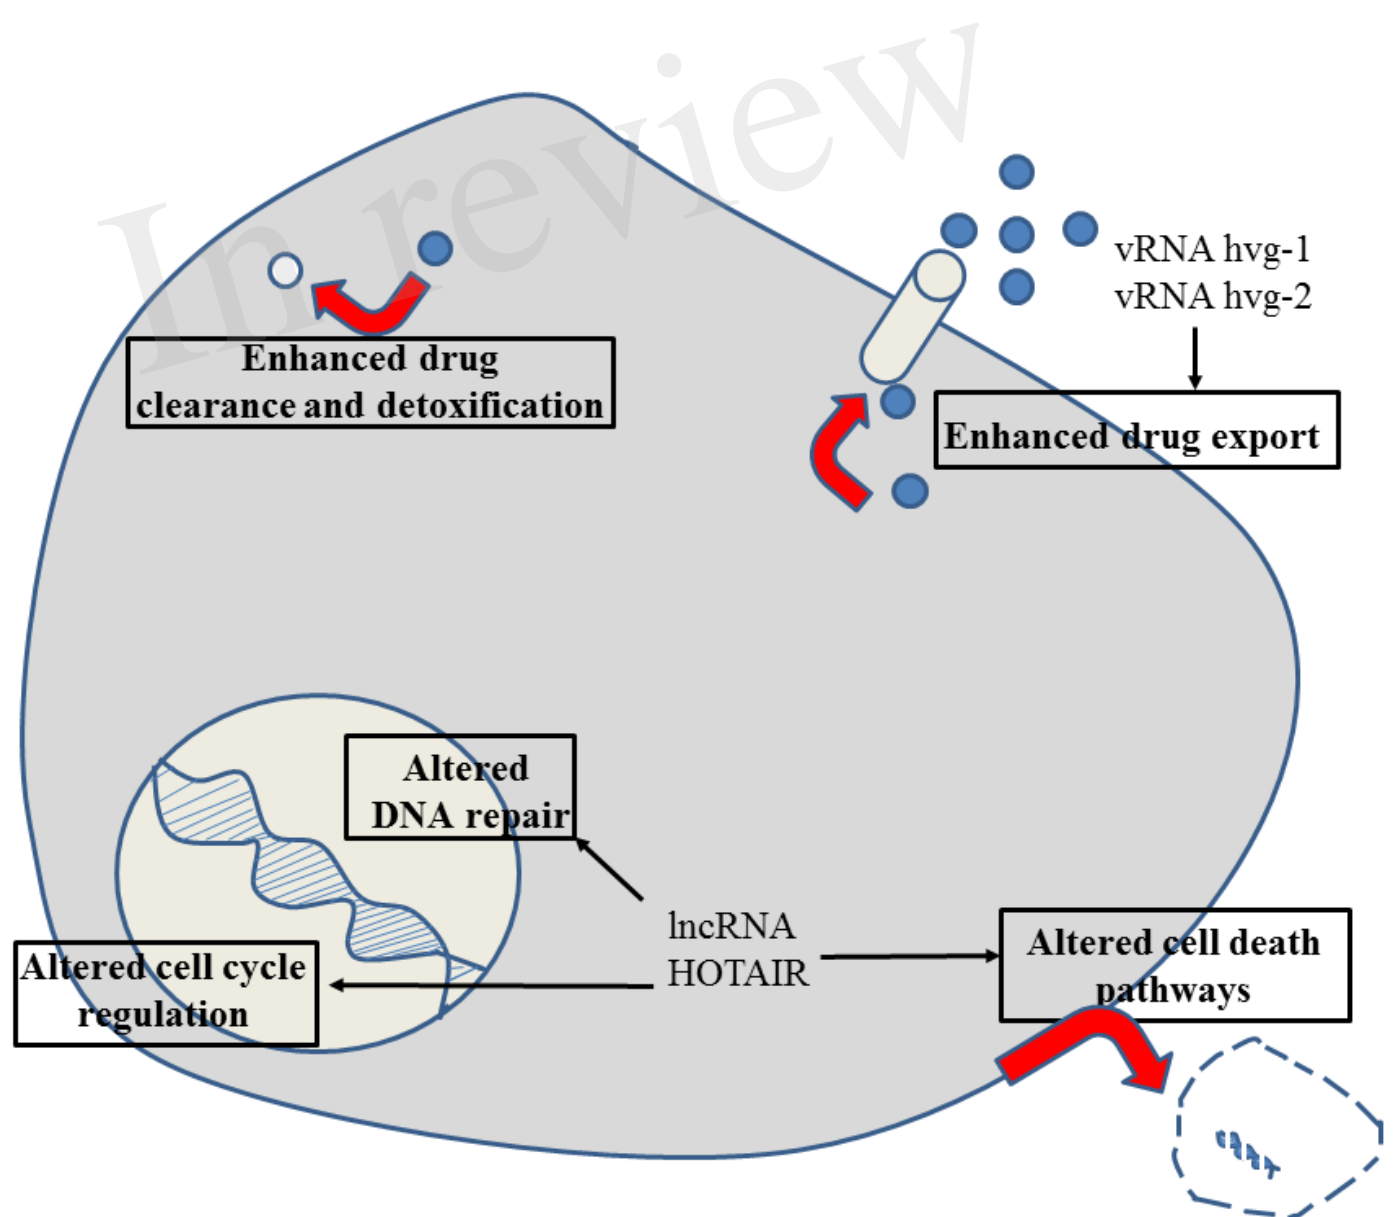 In review
vRNA hvg-1
vRNA hvg-2
Enhanced drug
clearance and detoxification
Enhanced drug export
Altered
DNA repair
lncRNA
HOTAIR
Altered cell death
pathways
Altered cell cycle
regulation